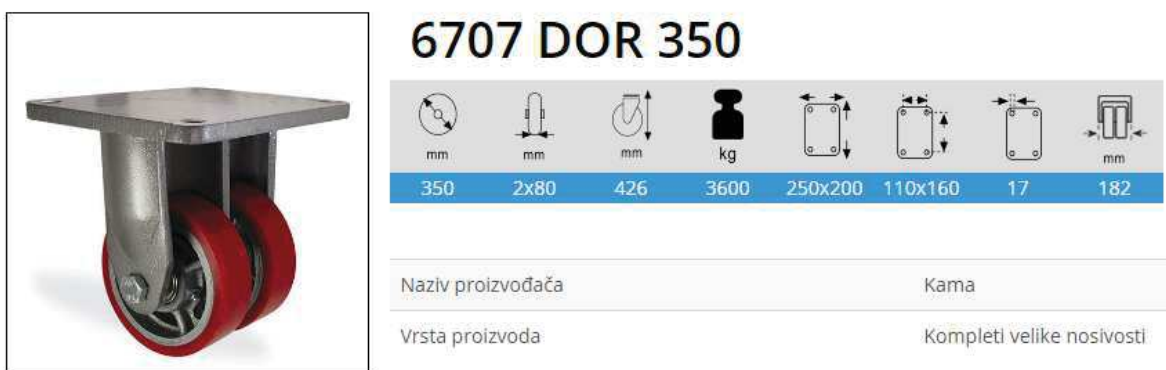 6707 DOR 350
mm mm mm kg mm
350 2x80 426 3600 250x200 110x160 17 182
Naziv proizvođača Kama
Vrsta proizvoda Kompleti velike nosivosti